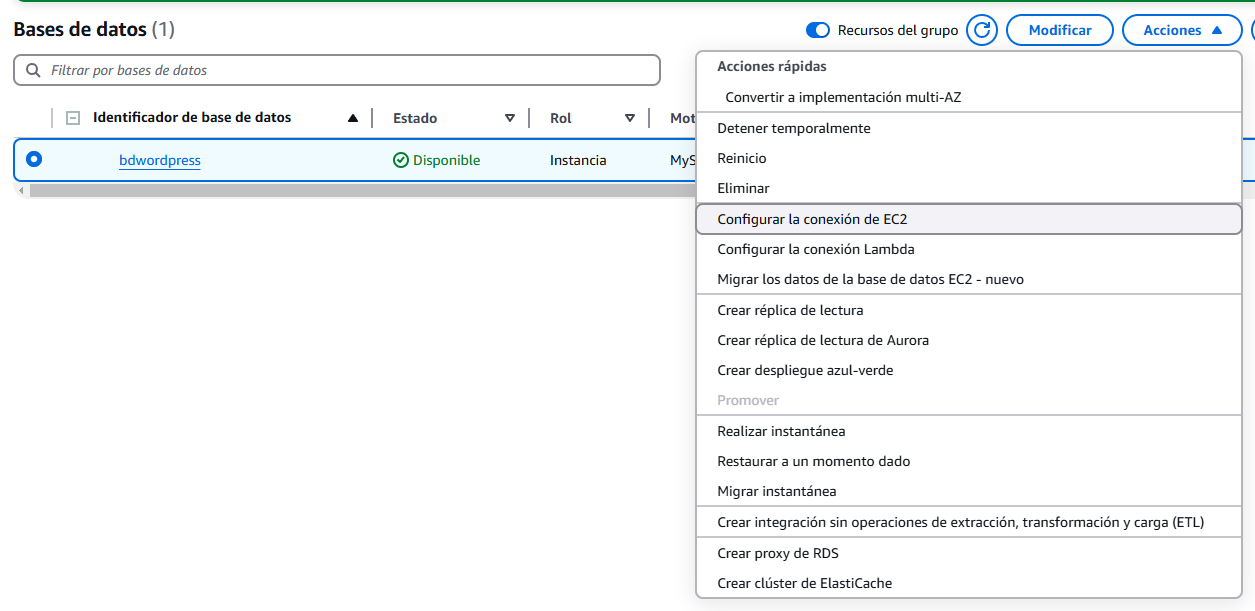 Bases de datos (1)
Recursos del grupo
Modificar
Acciones
Filtrar por bases de datos
Identificador de base de datos
Estado
Rol
Mot
bdwordpress
Disponible
Instancia
MyS
Acciones rápidas
Convertir a implementación multi-AZ
Detener temporalmente
Reinicio
Eliminar
Configurar la conexión de EC2
Configurar la conexión Lambda
Migrar los datos de la base de datos EC2 - nuevo
Crear réplica de lectura
Crear réplica de lectura de Aurora
Crear despliegue azul-verde
Promover
Realizar instantánea
Restaurar a un momento dado
Migrar instantánea
Crear integración sin operaciones de extracción, transformación y carga (ETL)
Crear proxy de RDS
Crear clúster de ElastiCache